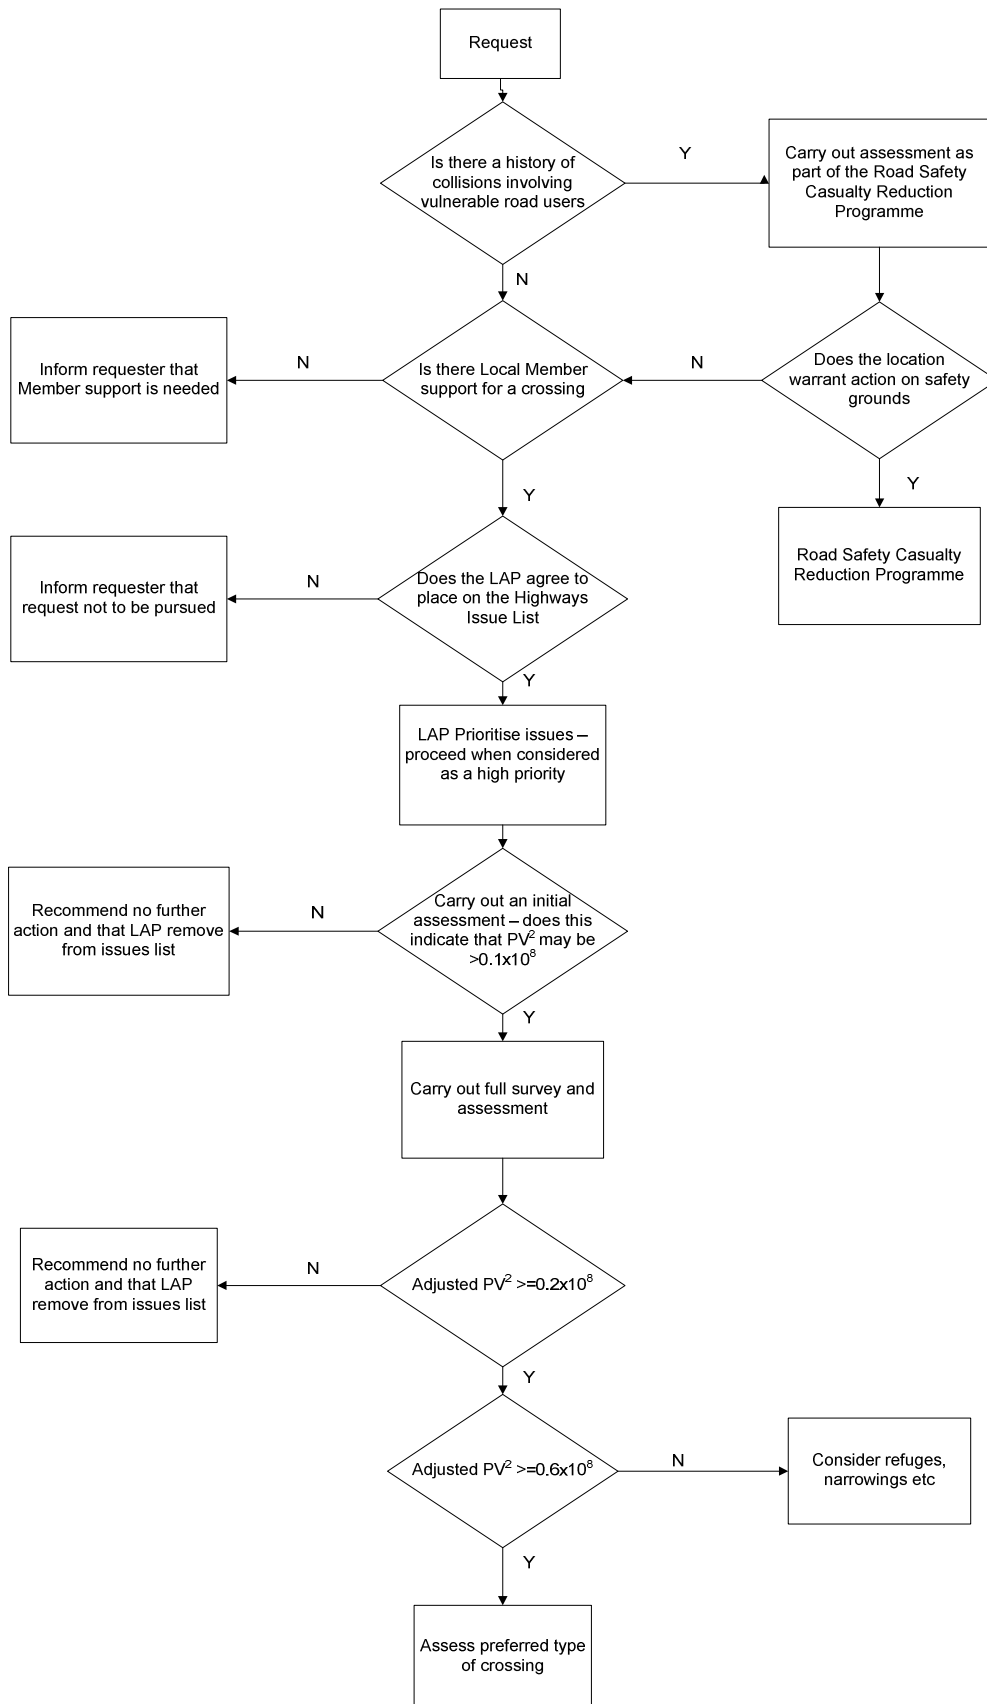 Request
Is there a history of
collisions involving
vulnerable road users
Y
Carry out assessment as
part of the Road Safety
Casualty Reduction
Programme
N
Inform requester that
Member support is needed
N
Is there Local Member
support for a crossing
N
Does the location
warrant action on safety
grounds
Y
Y
Road Safety Casualty
Reduction Programme
Inform requester that
request not to be pursued
N
Does the LAP agree to
place on the Highways
Issue List
Y
LAP Prioritise issues –
proceed when considered
as a high priority
Recommend no further
action and that LAP remove
from issues list
N
Carry out an initial
assessment – does this
indicate that PV² may be
>0.1x10⁸
Y
Carry out full survey and
assessment
Recommend no further
action and that LAP
remove from issues list
N
Adjusted PV² >=0.2x10⁸
Y
Adjusted PV² >=0.6x10⁸
N
Consider refuges,
narrowings etc
Y
Assess preferred type
of crossing